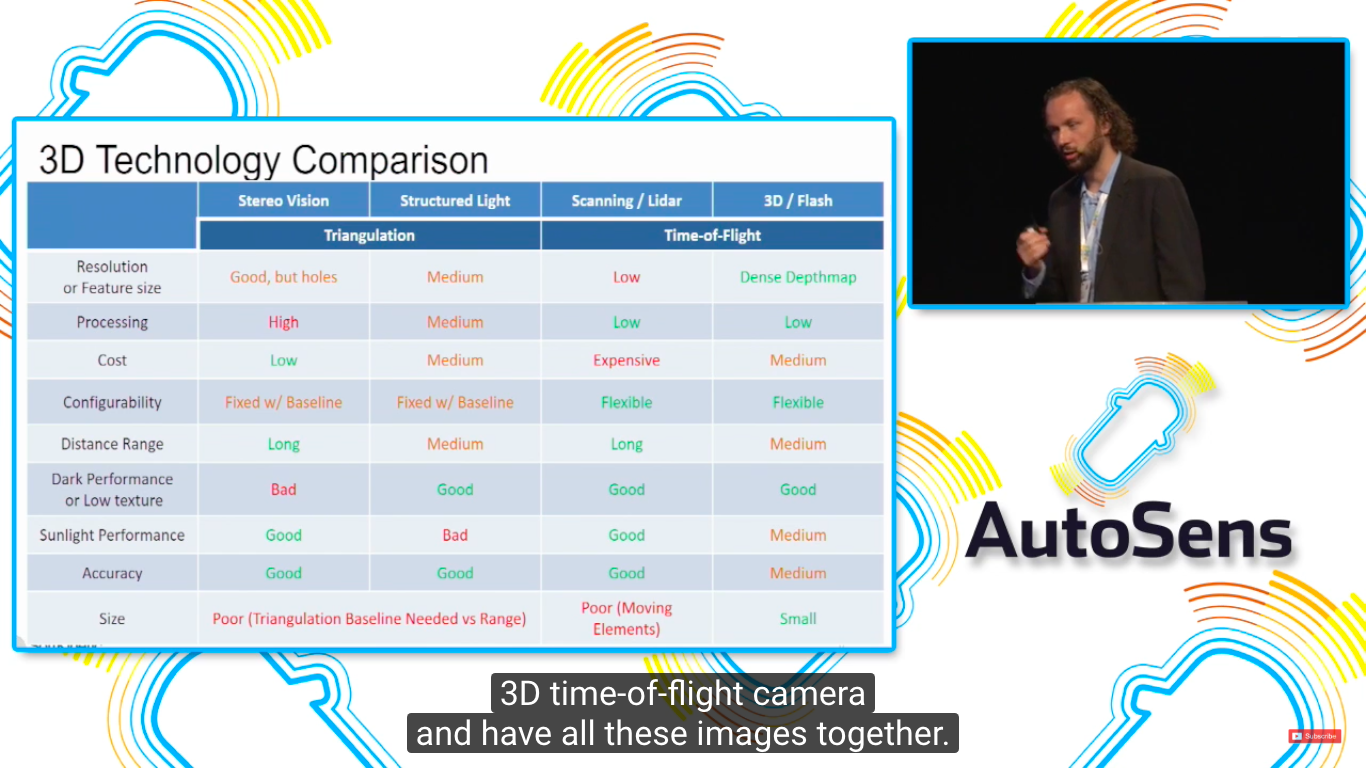 3D Technology Comparison
Stereo Vision
Structured Light
Scanning / Lidar
3D / Flash
Triangulation
Time-of-Flight
Resolution
or Feature size
Good, but holes
Medium
Low
Dense Depthmap
Processing
High
Medium
Low
Low
Cost
Low
Medium
Expensive
Medium
Configurability
Fixed w/ Baseline
Fixed w/ Baseline
Flexible
Flexible
Distance Range
Long
Medium
Long
Medium
Dark Performance
or Low texture
Bad
Good
Good
Good
Sunlight Performance
Good
Bad
Good
Medium
Accuracy
Good
Good
Good
Medium
Size
Poor (Triangulation Baseline Needed vs Range)
Poor (Moving
Elements)
Small
AutoSens
3D time-of-flight camera
and have all these images together.
Subscribe